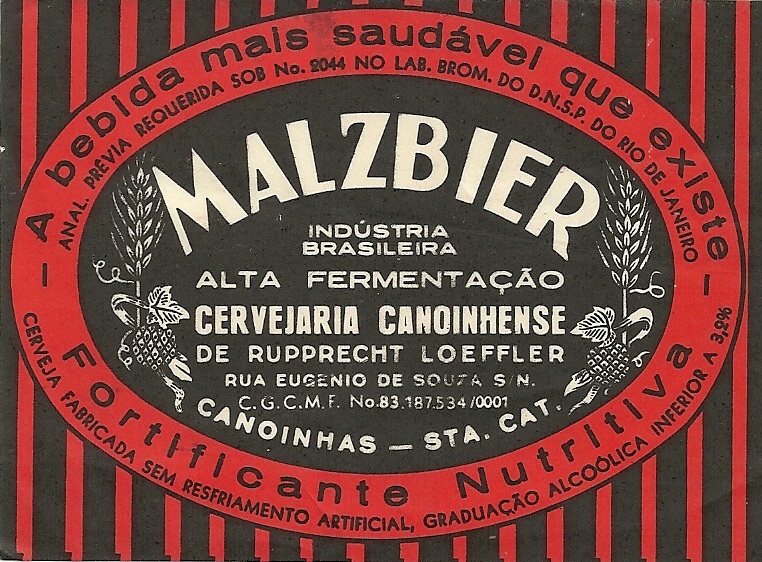 — A bebida mais saudável que existe —
ANAL. PREVIA REQUERIDA SOB No. 2044 NO LAB. BROM. DO D.N.S.P. DO RIO DE JANEIRO
MALZBIER
INDÚSTRIA
BRASILEIRA
ALTA FERMENTAÇÃO
CERVEJARIA CANOINHENSE
DE RUPPRECHT LOEFFLER
RUA EUGENIO DE SOUZA S/N.
C.G.C.M.F. No.83.187.534/0001
CANOINHAS — STA. CAT.
Fortificante Nutritiva
CERVEJA FABRICADA SEM RESFRIAMENTO ARTIFICIAL, GRADUAÇÃO ALCOÓLICA INFERIOR A 3,2%